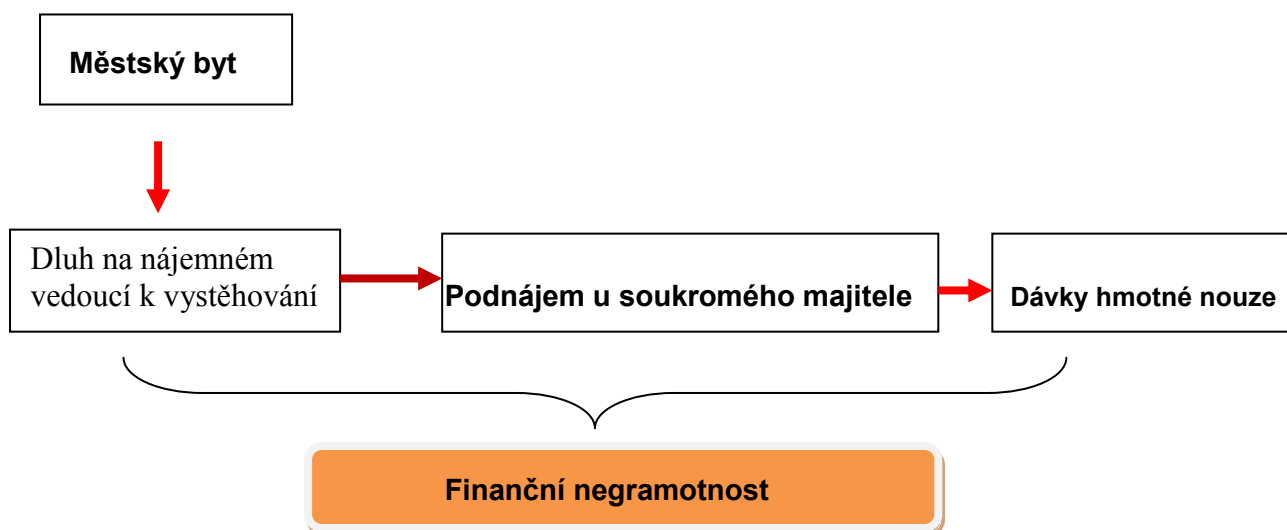 Městský byt
Dluh na nájemném
vedoucí k vystěhování
Podnájem u soukromého majitele
Dávky hmotné nouze
Finanční negramotnost